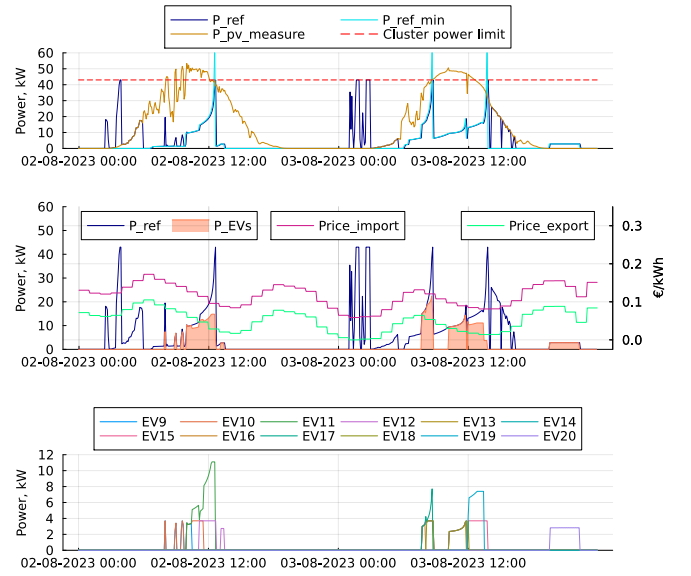 P_ref P_ref_min
P_pv_measure Cluster power limit
Power, kW
60
50
40
30
20
10
0
02-08-2023 00:00 02-08-2023 12:00 03-08-2023 00:00 03-08-2023 12:00
P_ref P_EVs Price_import Price_export
Power, kW
60
50
40
30
20
10
0
0.3
0.2
0.1
0.0
€/kWh
02-08-2023 00:00 02-08-2023 12:00 03-08-2023 00:00 03-08-2023 12:00
EV9 EV10 EV11 EV12 EV13 EV14
EV15 EV16 EV17 EV18 EV19 EV20
Power, kW
12
10
8
6
4
2
0
02-08-2023 00:00 02-08-2023 12:00 03-08-2023 00:00 03-08-2023 12:00